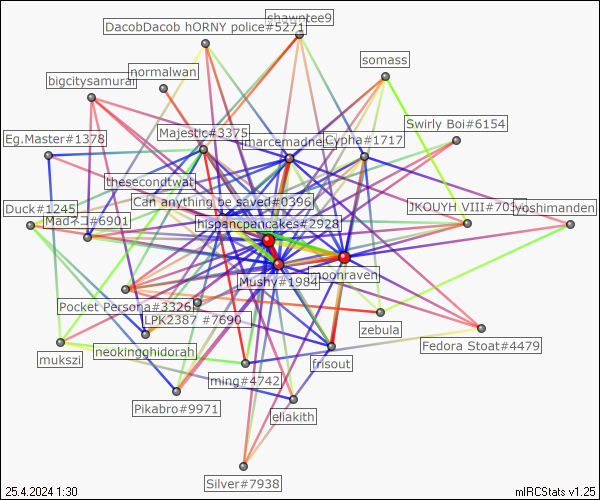 shawntee9
DacobDacob hORNY police#5271
somass
normalwan
bigcitysamurai
Swirly Boi#6154
Majestic#3375
Eg.Master#1378
Cypha#1717
imarcemadness
thesecondtwat
Can anything be saved#0396
Duck#1245
JKOUYH VIII#70
yoshimanden
Madネコ#6901
hispancpancakes#2928
moonraven
Mushy#1984
Pocket Persona#3326
LPK2387 #7690
zebula
Fedora Stoat#4479
neokingghidorah
mukszi
frisout
ming#4742
Pikabro#9971
eliakith
Silver#7938
25.4.2024 1:30
mIRCStats v1.25